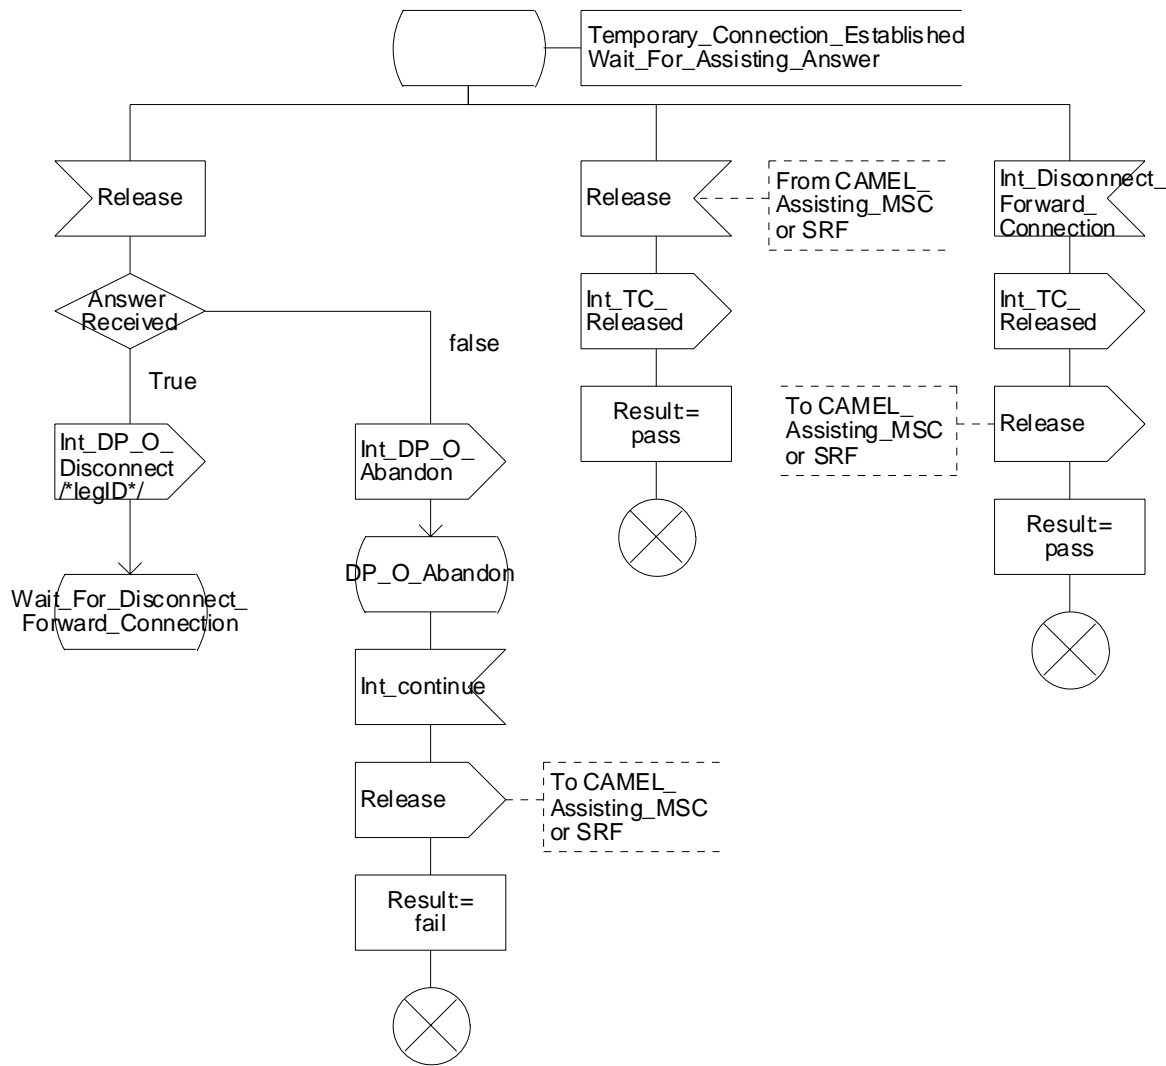 Temporary_Connection_Established
Wait_For_Assisting_Answer
Release
Release
From CAMEL_
Assisting_MSC
or SRF
Int_Disconnect_
Forward_
Connection
Answer
Received
false
True
Int_TC_
Released
Int_TC_
Released
Int_DP_O_
Disconnect
/*legID*/
Int_DP_O_
Abandon
Result:=
pass
To CAMEL_
Assisting_MSC
or SRF
Release
Wait_For_Disconnect_
Forward_Connection
DP_O_Abandon
Result:=
pass
Int_continue
Release
To CAMEL_
Assisting_MSC
or SRF
Result:=
fail